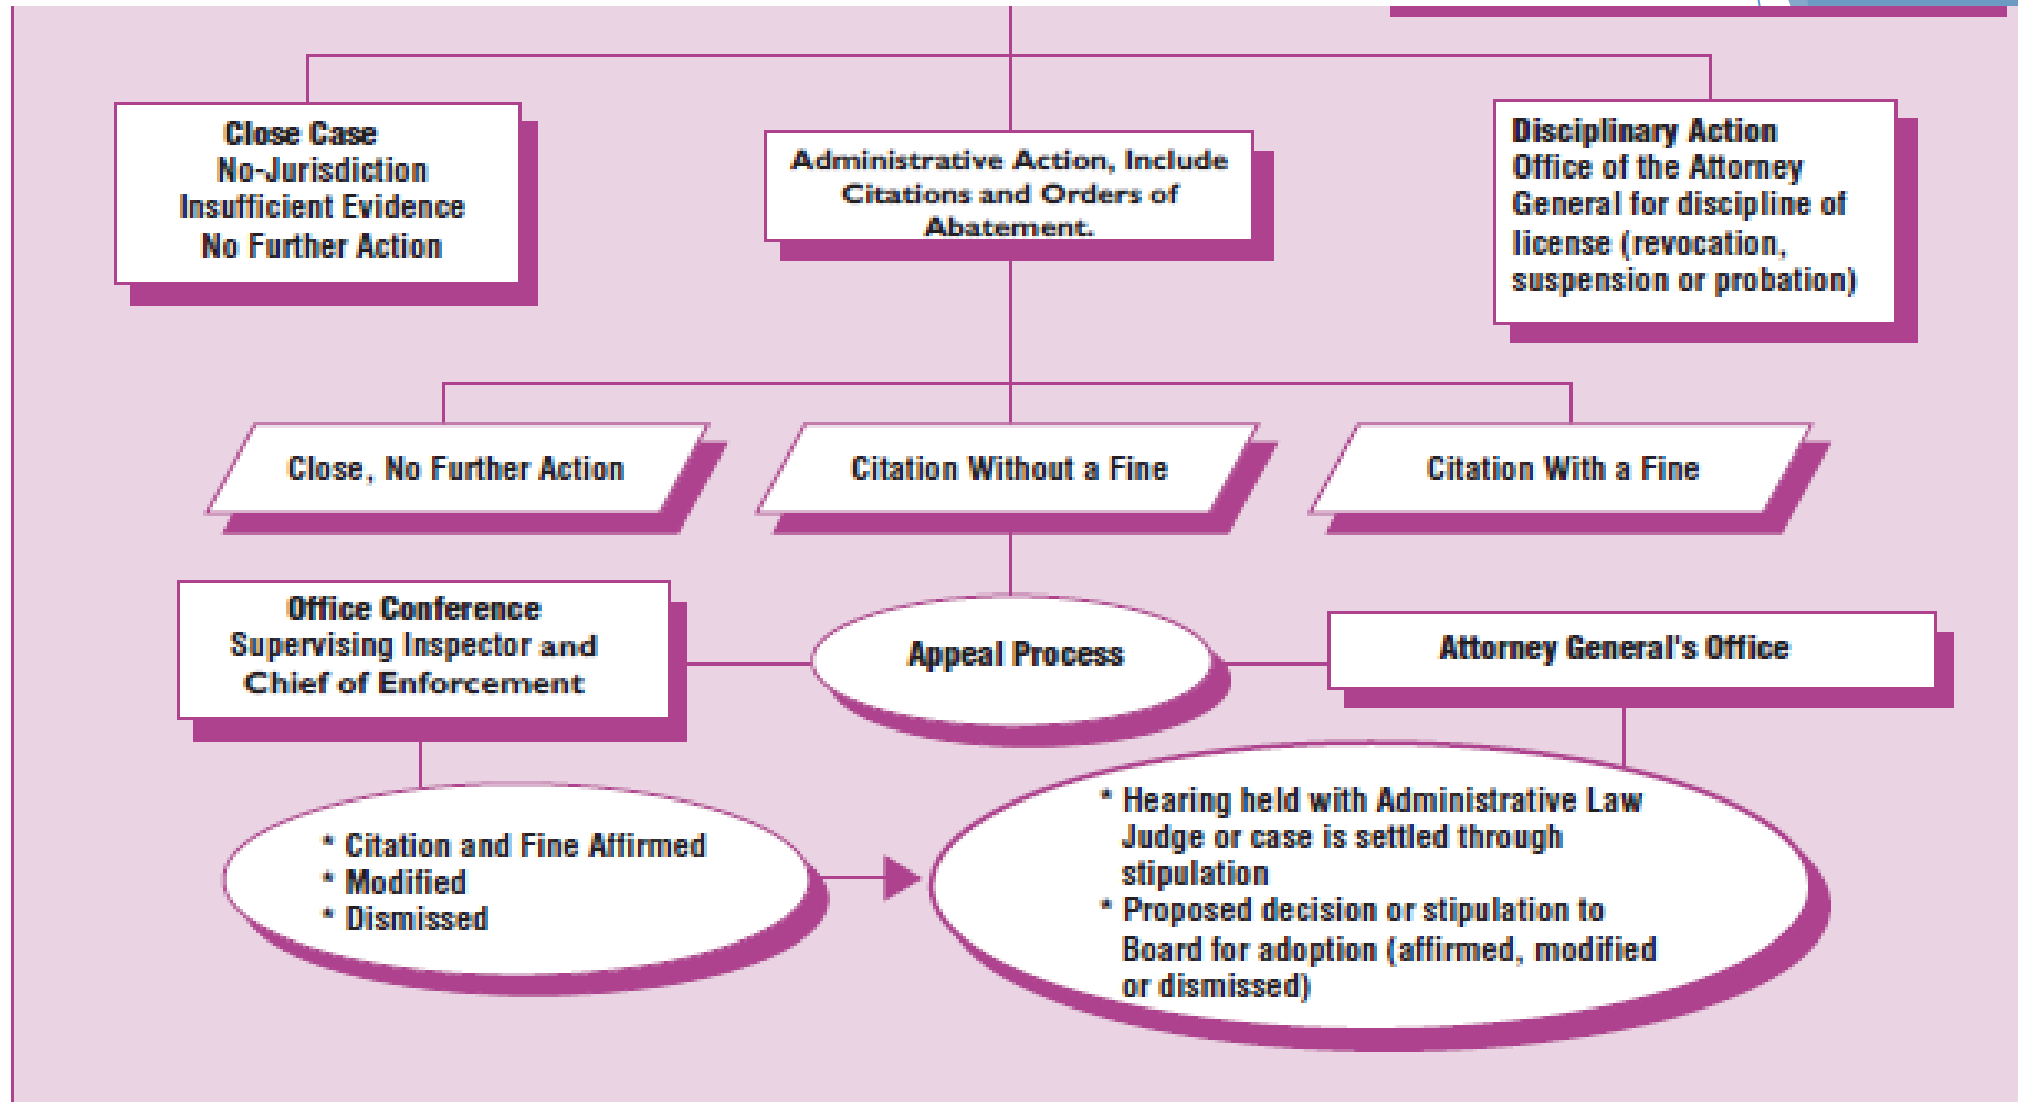 Close Case
No-Jurisdiction
Insufficient Evidence
No Further Action
Administrative Action, Include
Citations and Orders of
Abatement.
Disciplinary Action
Office of the Attorney
General for discipline of
license (revocation,
suspension or probation)
Close, No Further Action
Citation Without a Fine
Citation With a Fine
Office Conference
Supervising Inspector and
Chief of Enforcement
Appeal Process
Attorney General's Office
* Citation and Fine Affirmed
* Modified
* Dismissed
* Hearing held with Administrative Law
Judge or case is settled through
stipulation
* Proposed decision or stipulation to
Board for adoption (affirmed, modified
or dismissed)